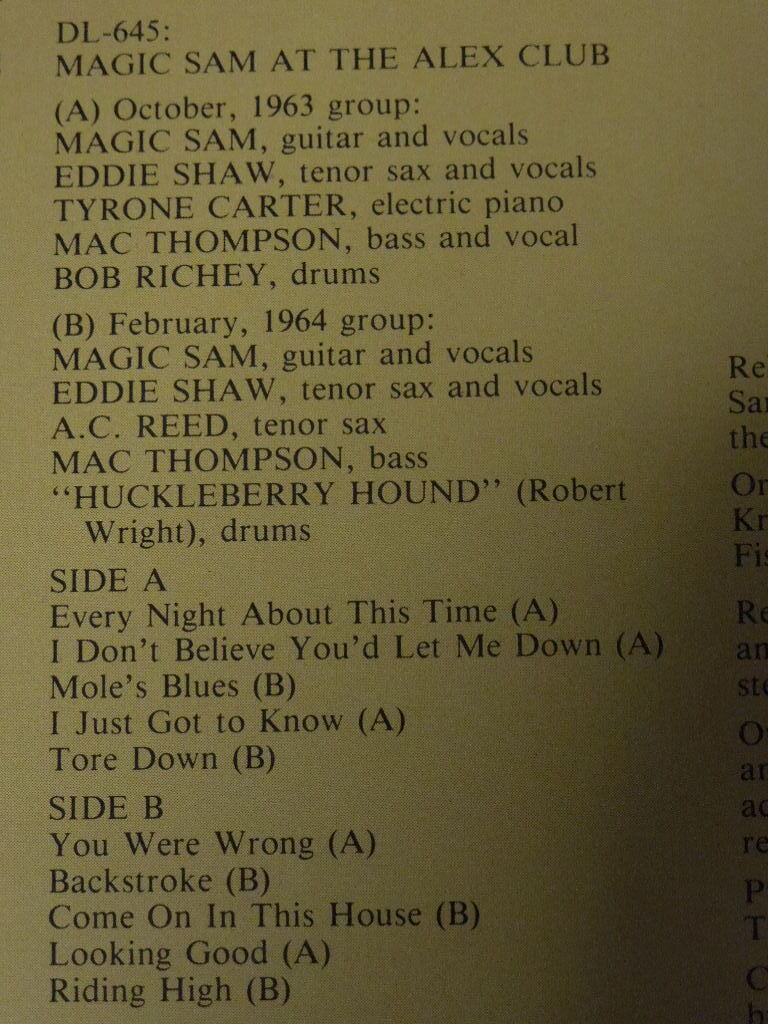 DL-645:
MAGIC SAM AT THE ALEX CLUB
(A) October, 1963 group:
MAGIC SAM, guitar and vocals
EDDIE SHAW, tenor sax and vocals
TYRONE CARTER, electric piano
MAC THOMPSON, bass and vocal
BOB RICHEY, drums
(B) February, 1964 group:
MAGIC SAM, guitar and vocals
EDDIE SHAW, tenor sax and vocals
A.C. REED, tenor sax
MAC THOMPSON, bass
“HUCKLEBERRY HOUND” (Robert
Wright), drums
SIDE A
Every Night About This Time (A)
I Don't Believe You'd Let Me Down (A)
Mole's Blues (B)
I Just Got to Know (A)
Tore Down (B)
SIDE B
You Were Wrong (A)
Backstroke (B)
Come On In This House (B)
Looking Good (A)
Riding High (B)
the